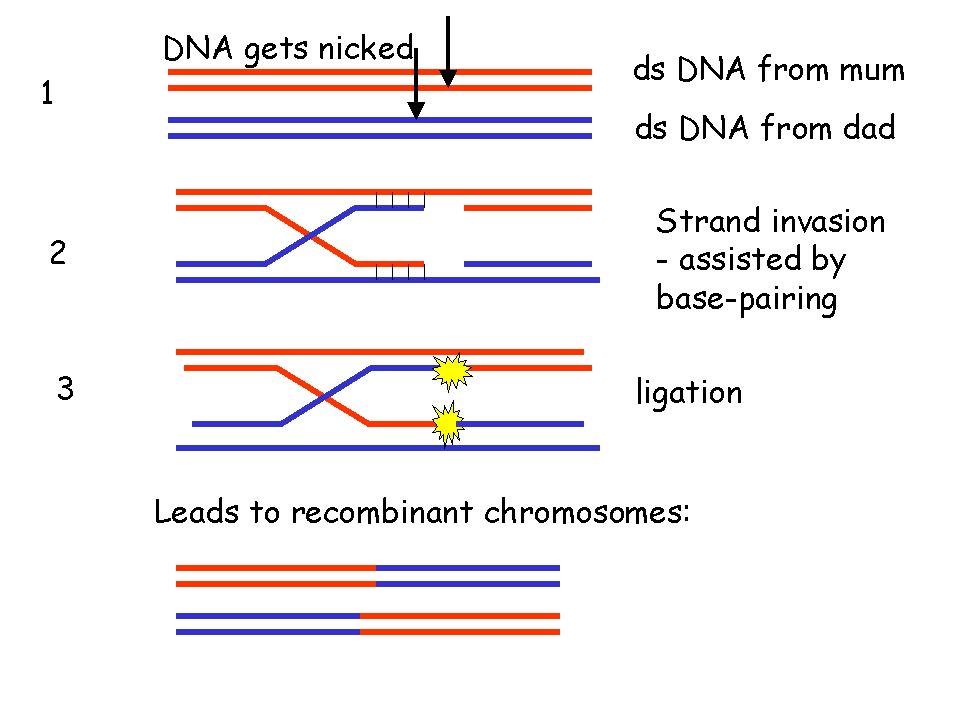 DNA gets nicked
1
ds DNA from mum
ds DNA from dad
2
Strand invasion
- assisted by
base-pairing
3
ligation
Leads to recombinant chromosomes: